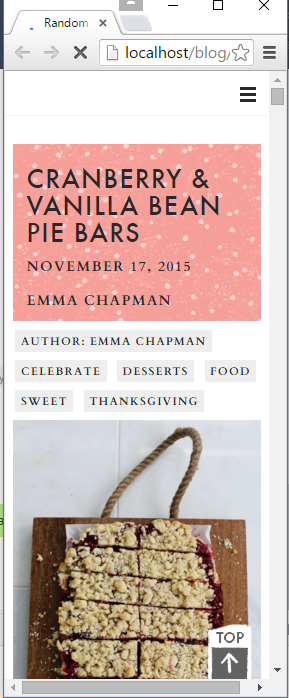 Random
localhost/blog/
CRANBERRY &
VANILLA BEAN
PIE BARS
NOVEMBER 17, 2015
EMMA CHAPMAN
AUTHOR: EMMA CHAPMAN
CELEBRATE DESSERTS FOOD
SWEET THANKSGIVING
TOP